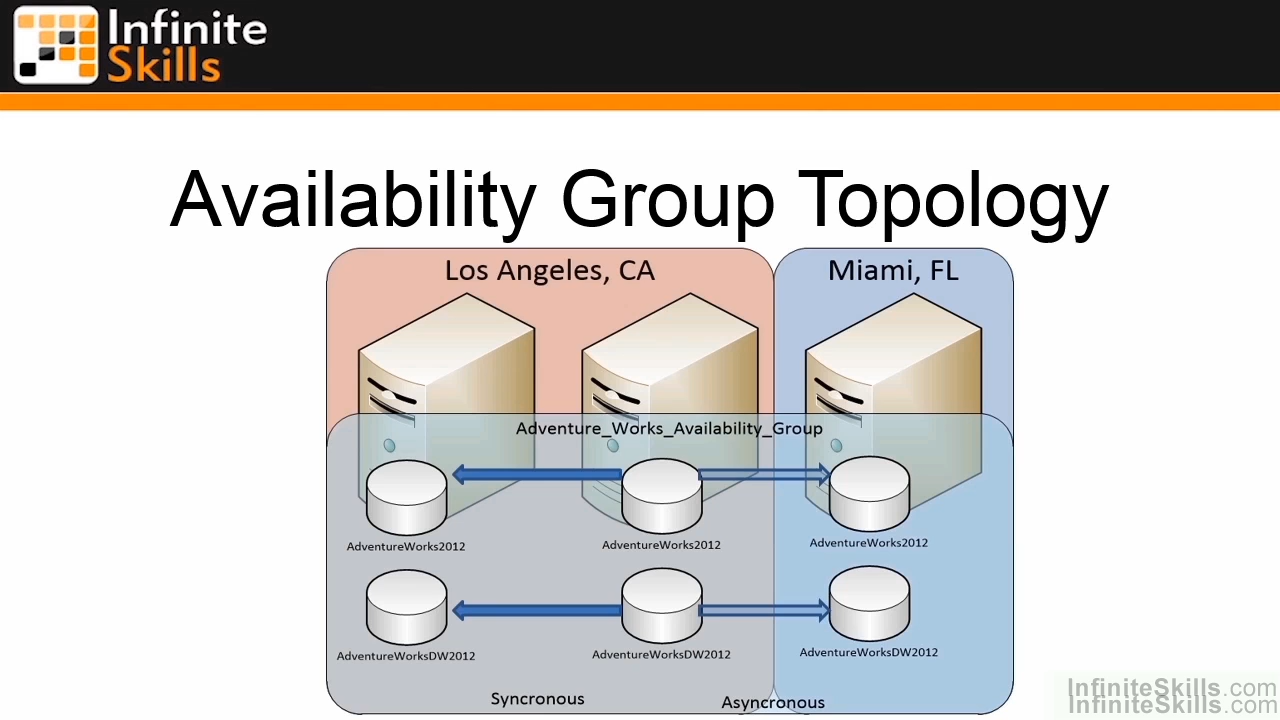 Infinite
Skills
Availability Group Topology
Los Angeles, CA
Miami, FL
Adventure_Works_Availability_Group
AdventureWorks2012
AdventureWorks2012
AdventureWorks2012
AdventureWorksDW2012
AdventureWorksDW2012
AdventureWorksDW2012
Syncronous
Asyncronous
InfiniteSkills.com
InfiniteSkills.com